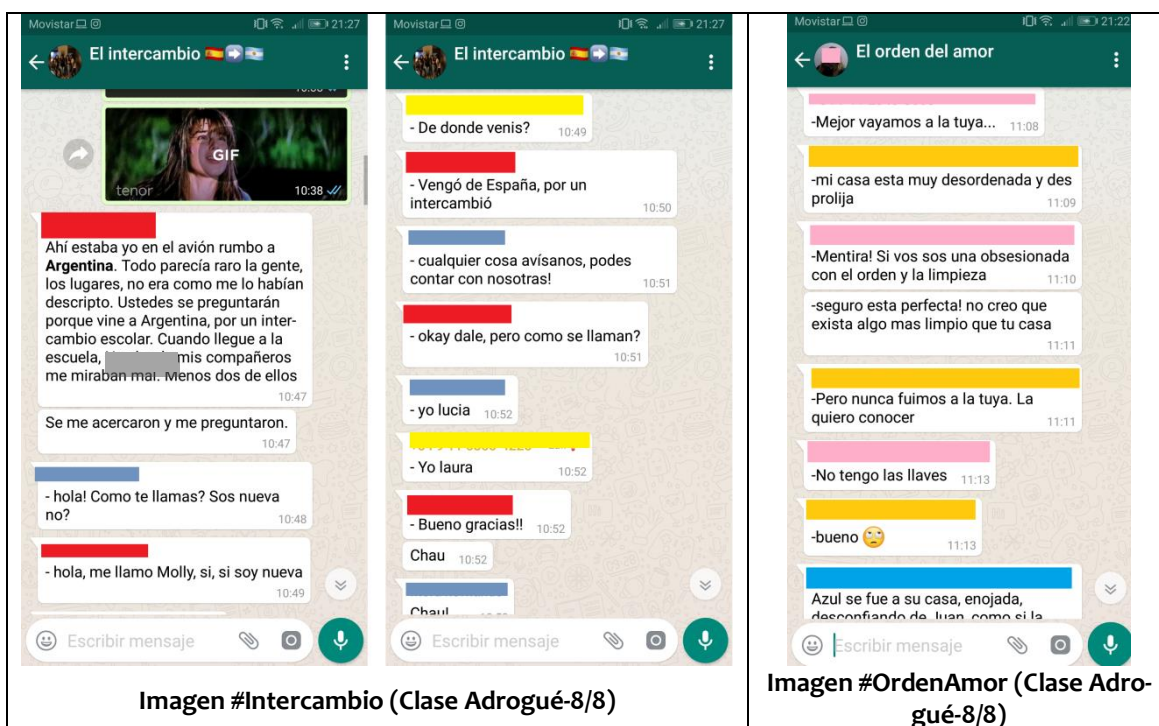 Movistar 21:27
El intercambio
GIF
tenor 10:38
Ahí estaba yo en el avión rumbo a
Argentina. Todo parecía raro la gente,
los lugares, no era como me lo habían
descripto. Ustedes se preguntarán
porque vine a Argentina, por un inter-
cambio escolar. Cuando llegue a la
escuela, mis compañeros
me miraban mal. Menos dos de ellos
10:47
Se me acercaron y me preguntaron.
10:47
- hola! Como te llamas? Sos nueva
no? 10:48
- hola, me llamo Molly, si, si soy nueva
10:49
Escribir mensaje
Movistar 21:27
El intercambio
- De donde venis? 10:49
- Vengó de España, por un
intercambió 10:50
- cualquier cosa avísanos, podes
contar con nosotras! 10:51
- okay dale, pero como se llaman?
10:51
- yo lucia 10:52
- Yo laura 10:52
- Bueno gracias!! 10:52
Chau 10:52
Chau!
Escribir mensaje
Imagen #Intercambio (Clase Adrogué-8/8)
Movistar 21:22
El orden del amor
-Mejor vayamos a la tuya... 11:08
-mi casa esta muy desordenada y des
prolija 11:09
-Mentira! Si vos sos una obsesionada
con el orden y la limpieza 11:10
-seguro esta perfecta! no creo que
exista algo mas limpio que tu casa
11:11
-Pero nunca fuimos a la tuya. La
quiero conocer 11:11
-No tengo las llaves 11:13
-bueno 11:13
Azul se fue a su casa, enojada,
desconfiando de Juan, como si la
Escribir mensaje
Imagen #OrdenAmor (Clase Adro-
gué-8/8)